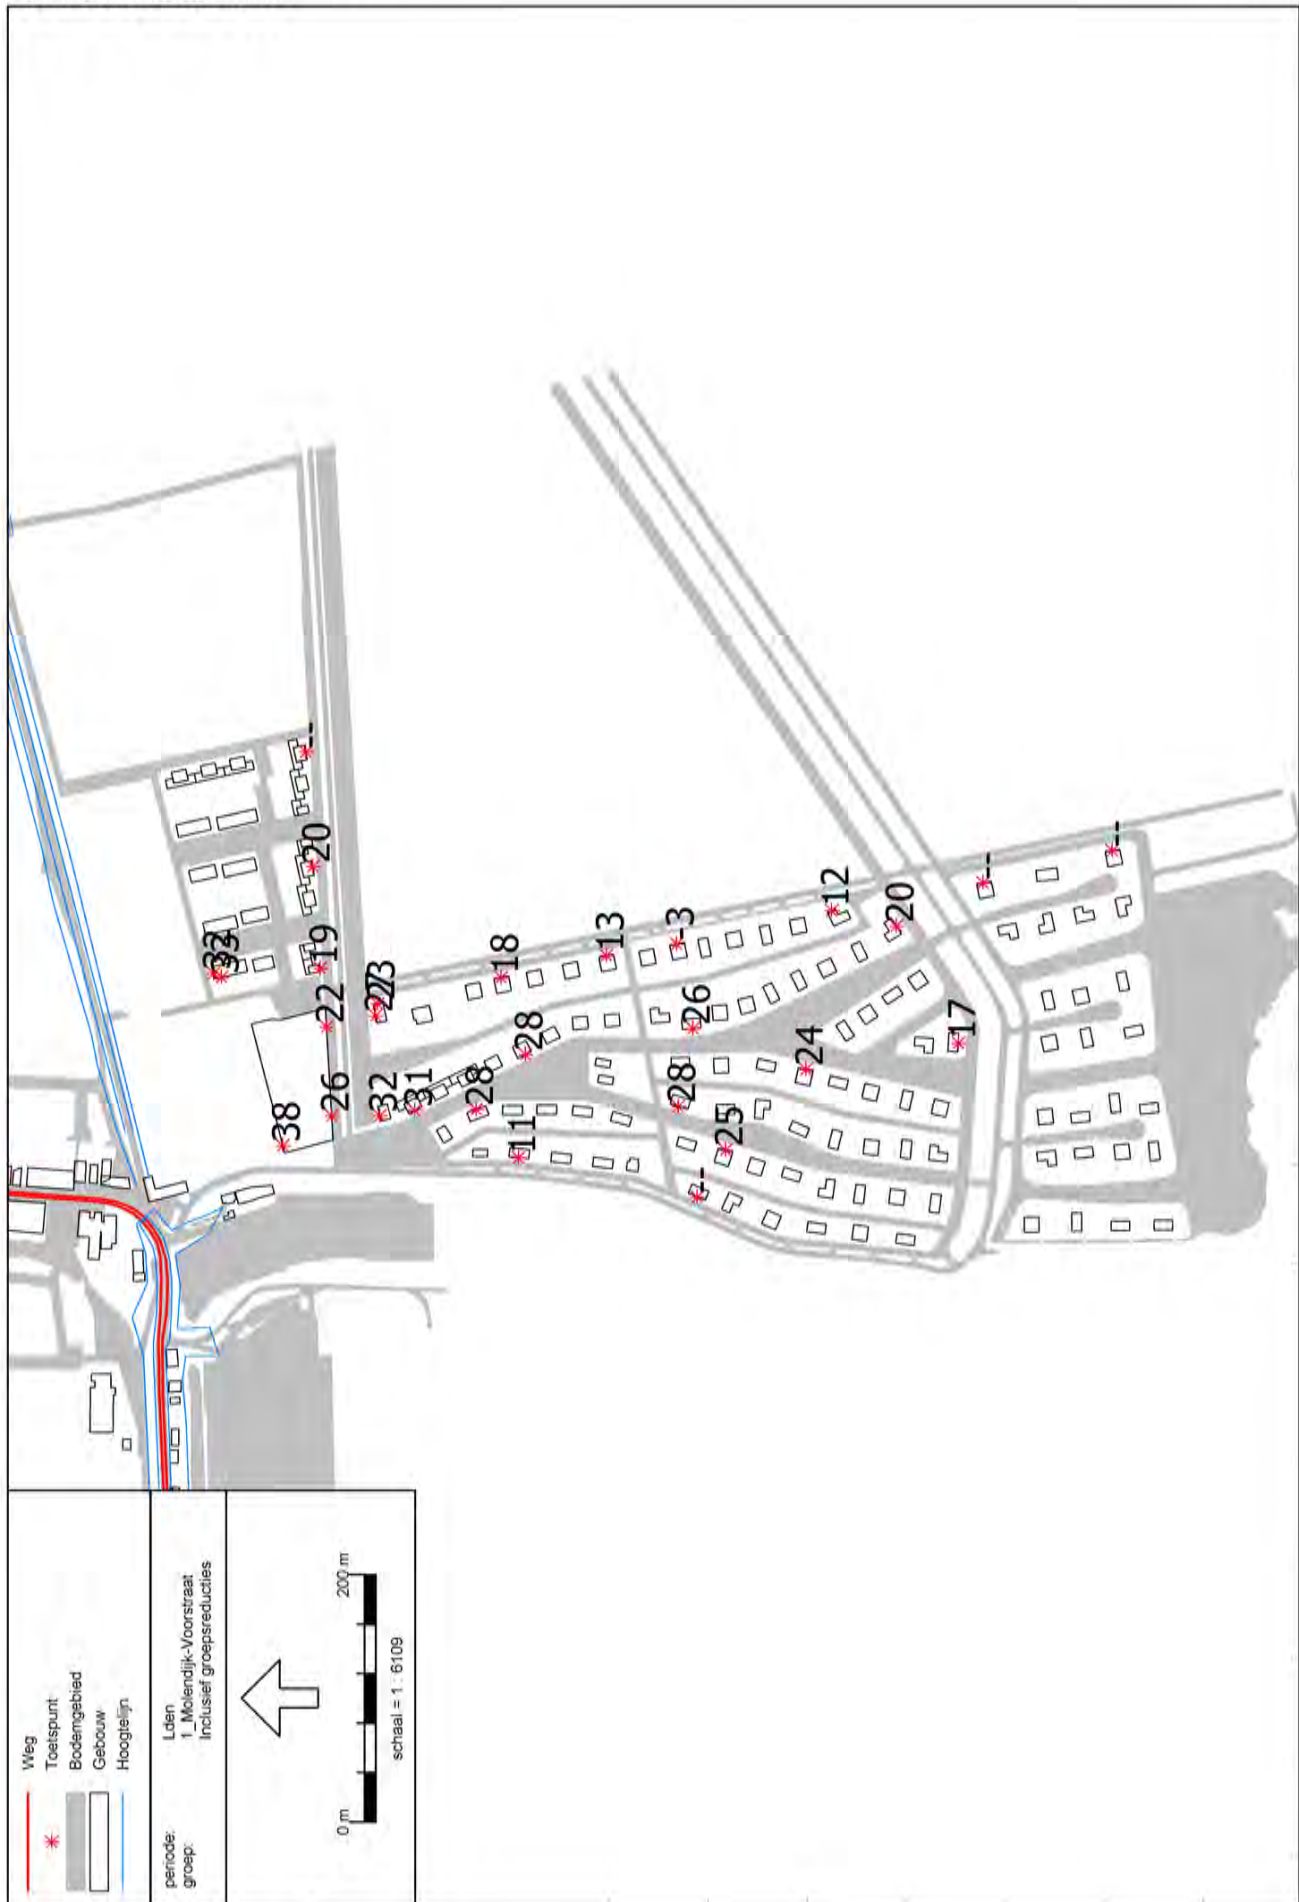 Weg
Toetspunt
Bodemgebied
Gebouw
Hoogtelijn
periode: Lden
groep: 1_Molendijk-Voorstraat
Inclusief groepsreducties
0 m 200 m
schaal = 1 : 6109
38
26
22
19
20
--
32
31
28
28
11
18
13
-3
12
20
26
28
25
24
17
--
--
--